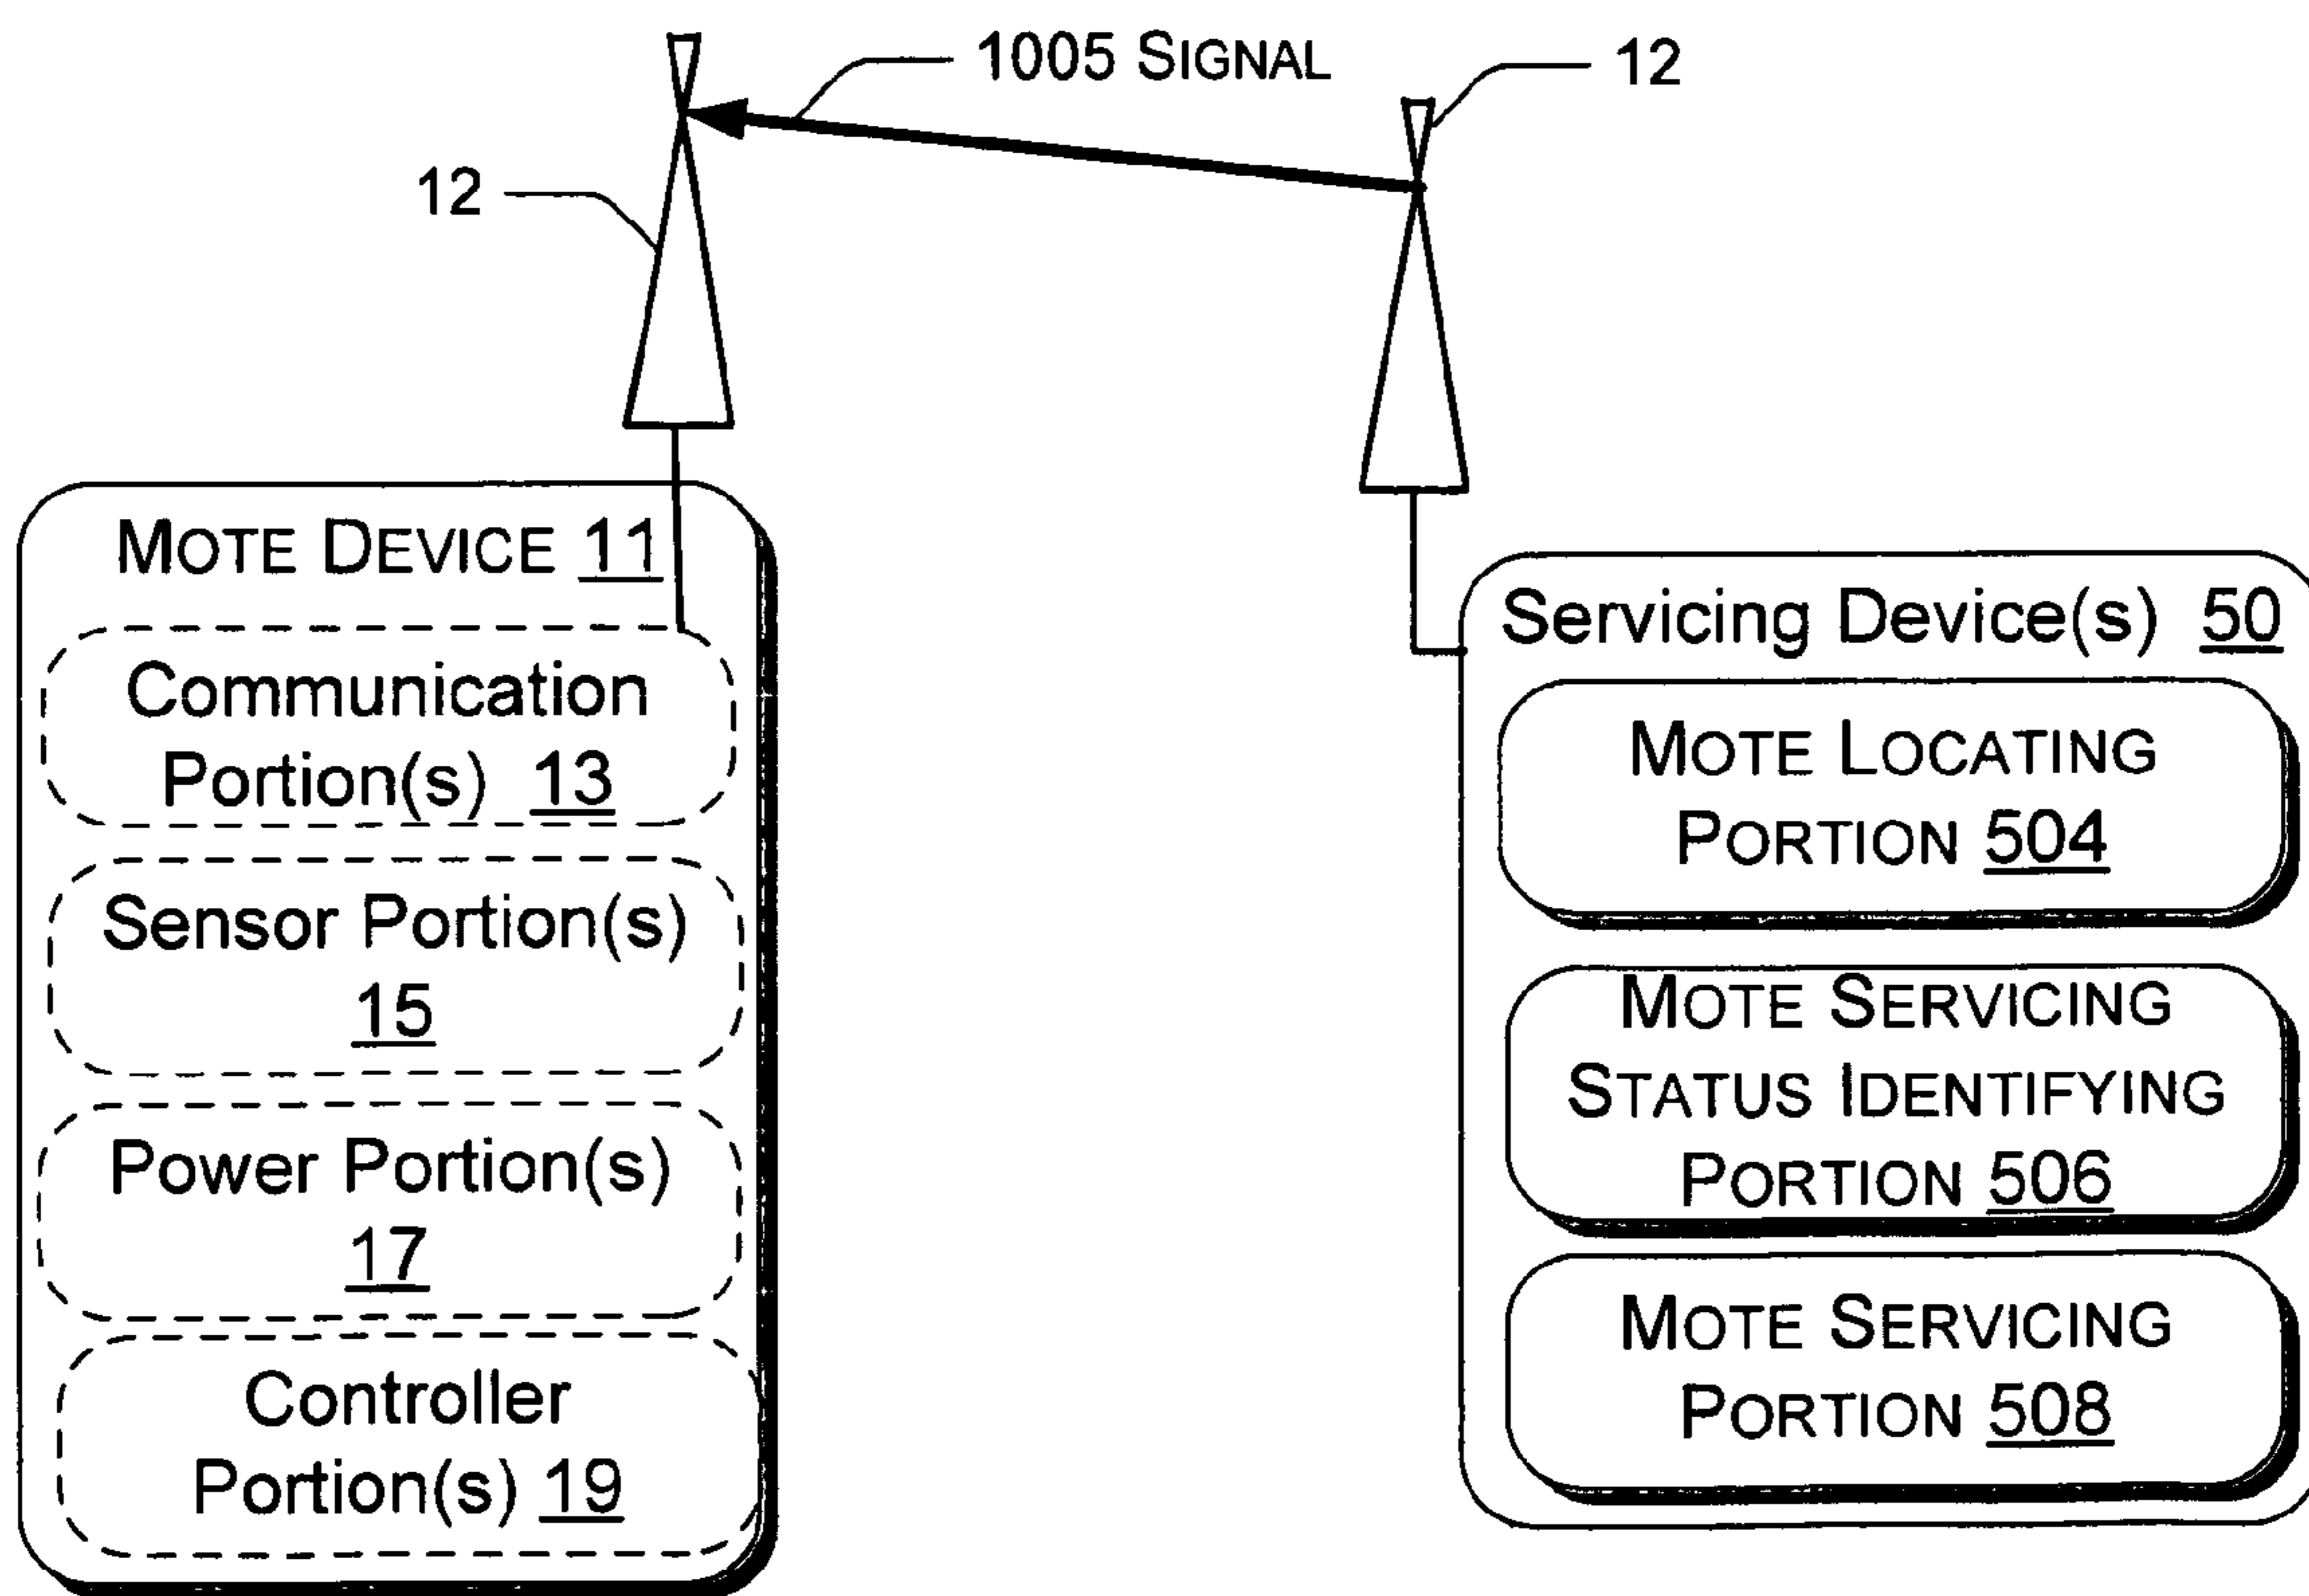 1005 SIGNAL
12
12
MOTE DEVICE 11
Communication
Portion(s) 13
Sensor Portion(s)
15
Power Portion(s)
17
Controller
Portion(s) 19
Servicing Device(s) 50
MOTE LOCATING
PORTION 504
MOTE SERVICING
STATUS IDENTIFYING
PORTION 506
MOTE SERVICING
PORTION 508